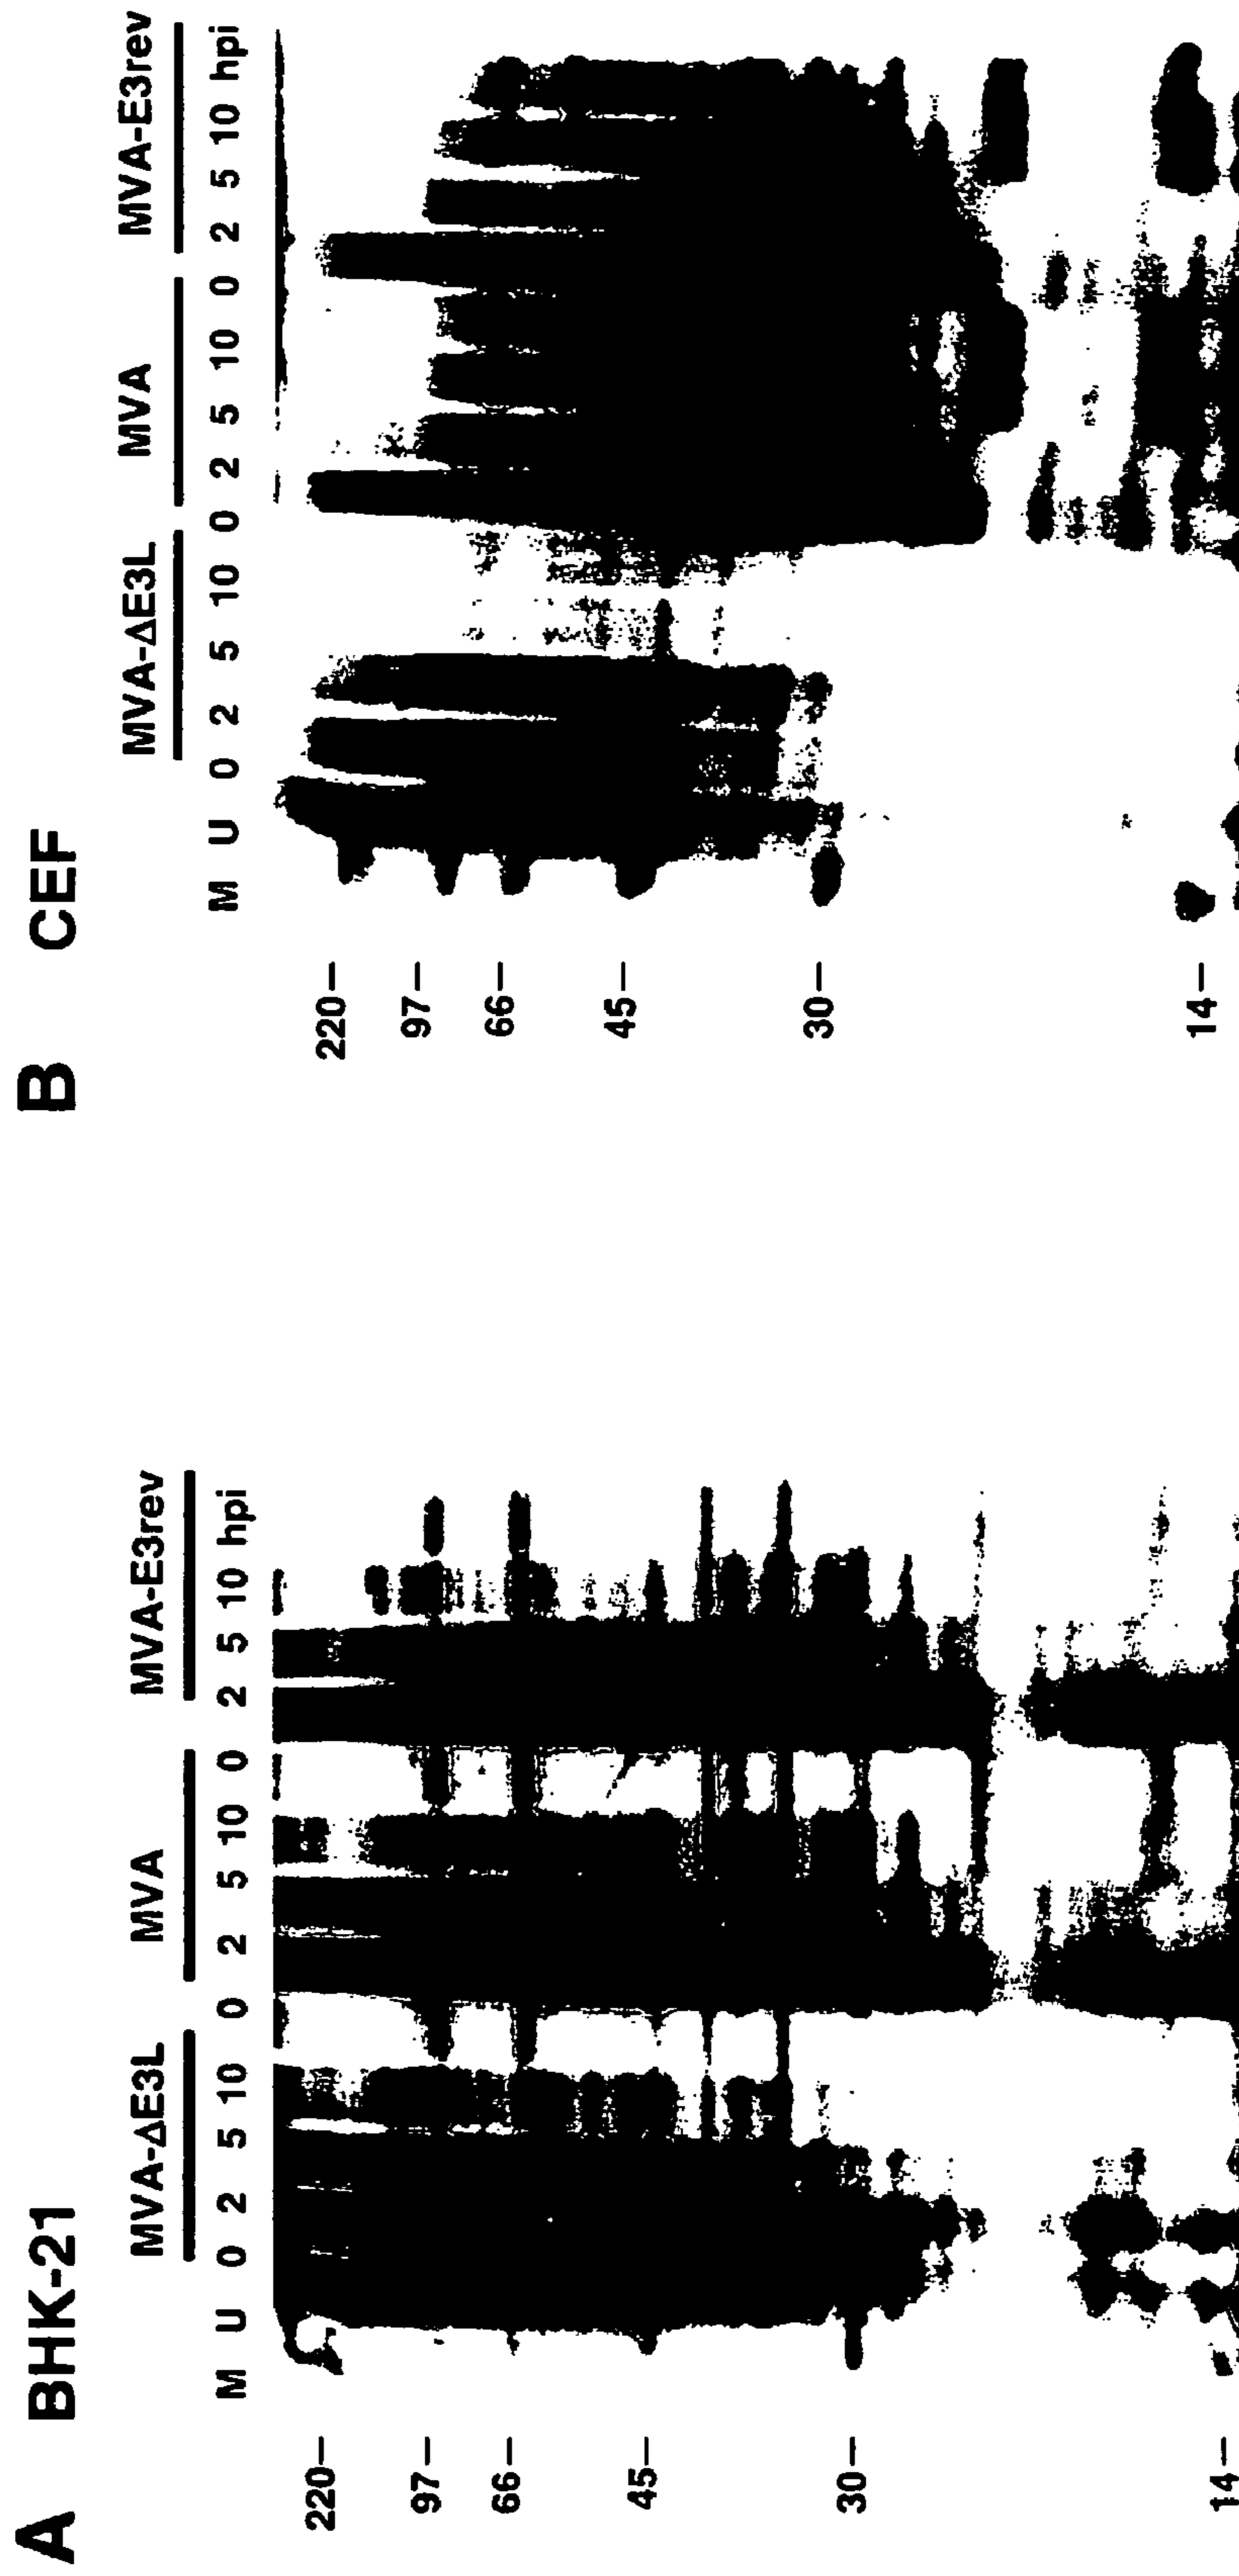 A BHK-21
MVA-ΔE3L MVA MVA-E3rev
M U 0 2 5 10 0 2 5 10 0 2 5 10 hpi
220–
97–
66–
45–
30–
14–
B CEF
MVA-ΔE3L MVA MVA-E3rev
M U 0 2 5 10 0 2 5 10 0 2 5 10 hpi
220–
97–
66–
45–
30–
14–